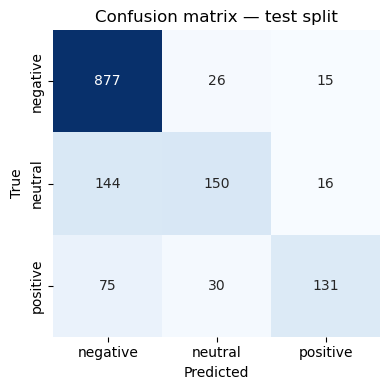 Confusion matrix — test split
True
negative
877 26 15
neutral
144 150 16
positive
75 30 131
negative neutral positive
Predicted